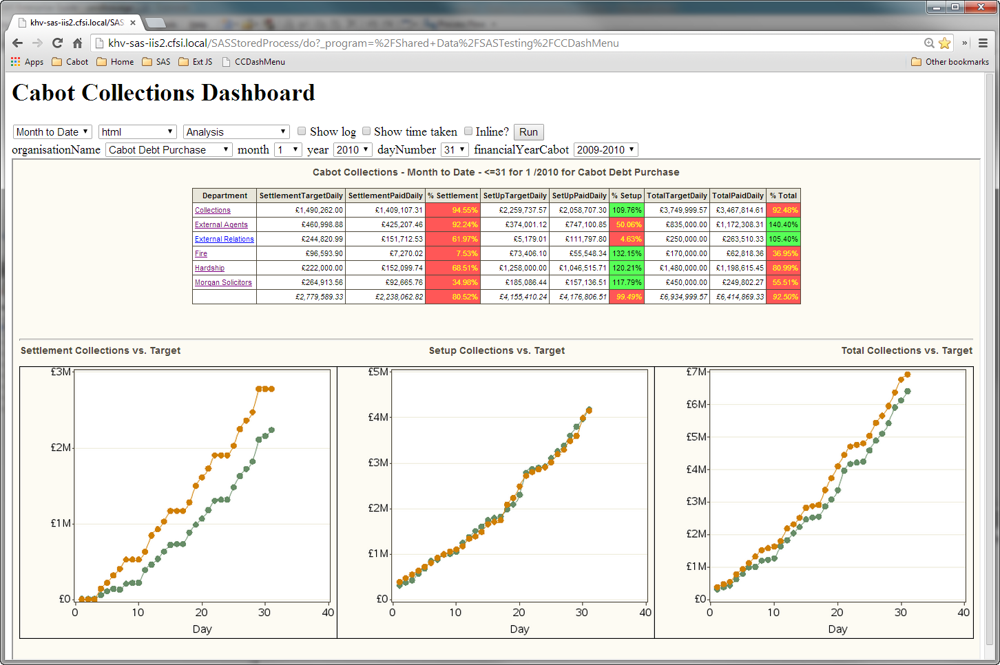 khv-sas-iis2.cfsi.local/SAS
khv-sas-iis2.cfsi.local/SASStoredProcess/do?_program=%2FShared+Data%2FSASTesting%2FCCDashMenu
Apps Cabot Home SAS Ext JS CCDashMenu Other bookmarks
Cabot Collections Dashboard
Month to Date html Analysis Show log Show time taken Inline? Run
organisationName Cabot Debt Purchase month 1 year 2010 dayNumber 31 financialYearCabot 2009-2010
Cabot Collections - Month to Date - <=31 for 1 /2010 for Cabot Debt Purchase
Department SettlementTargetDaily SettlementPaidDaily % Settlement SetUpTargetDaily SetUpPaidDaily % Setup TotalTargetDaily TotalPaidDaily % Total
Collections £1,490,262.00 £1,409,107.31 94.55% £2,259,737.57 £2,058,707.30 109.76% £3,749,999.57 £3,467,814.61 92.48%
External Agents £460,998.88 £425,207.46 92.24% £374,001.12 £747,100.85 50.06% £835,000.00 £1,172,308.31 140.40%
External Relations £244,820.99 £151,712.53 61.97% £5,179.01 £111,797.80 4.63% £250,000.00 £263,510.33 105.40%
Fire £96,593.90 £7,270.02 7.53% £73,406.10 £55,548.34 132.15% £170,000.00 £62,818.36 36.95%
Hardship £222,000.00 £152,099.74 68.51% £1,258,000.00 £1,046,515.71 120.21% £1,480,000.00 £1,198,615.45 80.99%
Morgan Solicitors £264,913.56 £92,665.76 34.98% £185,086.44 £157,136.51 117.79% £450,000.00 £249,802.27 55.51%
£2,779,589.33 £2,238,062.82 80.52% £4,155,410.24 £4,176,806.51 99.49% £6,934,999.57 £6,414,869.33 92.50%
Settlement Collections vs. Target Setup Collections vs. Target Total Collections vs. Target
£3M
£2M
£1M
£0
0 10 20 30 40
Day
£5M
£4M
£3M
£2M
£1M
£0
0 10 20 30 40
Day
£7M
£6M
£5M
£4M
£3M
£2M
£1M
£0
0 10 20 30 40
Day